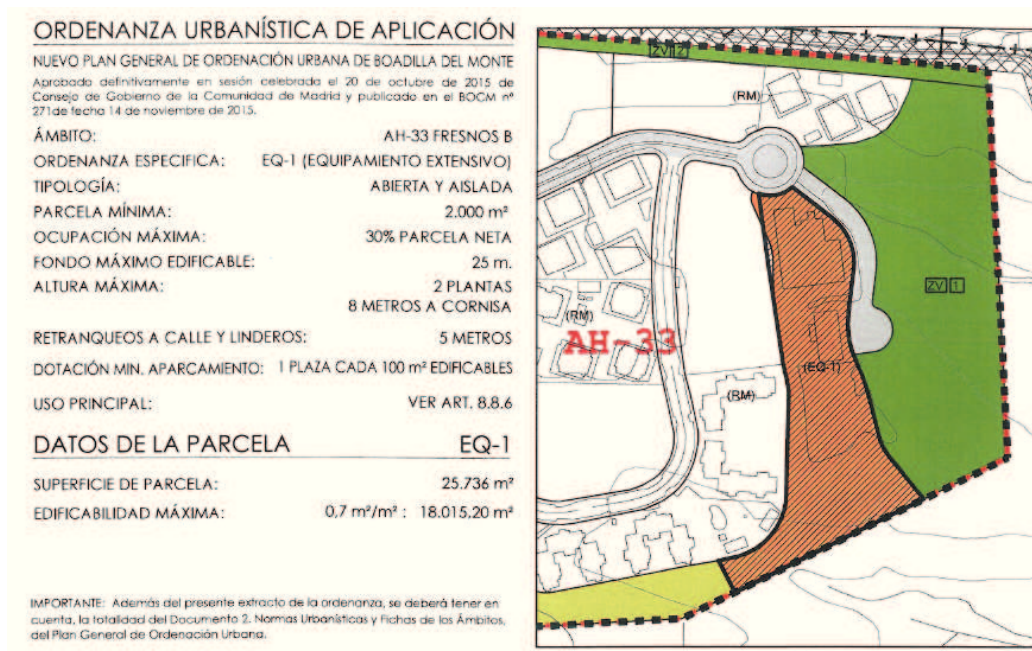 ORDENANZA URBANÍSTICA DE APLICACIÓN
NUEVO PLAN GENERAL DE ORDENACIÓN URBANA DE BOADILLA DEL MONTE
Aprobado definitivamente en sesión celebrada el 20 de octubre de 2015 de
Consejo de Gobierno de la Comunidad de Madrid y publicado en el BOCM nº
271de fecha 14 de noviembre de 2015.
ÁMBITO: AH-33 FRESNOS B
ORDENANZA ESPECIFICA: EQ-1 (EQUIPAMIENTO EXTENSIVO)
TIPOLOGÍA: ABIERTA Y AISLADA
PARCELA MÍNIMA: 2.000 m²
OCUPACIÓN MÁXIMA: 30% PARCELA NETA
FONDO MÁXIMO EDIFICABLE: 25 m.
ALTURA MÁXIMA: 2 PLANTAS
8 METROS A CORNISA
RETRANQUEOS A CALLE Y LINDEROS: 5 METROS
DOTACIÓN MIN. APARCAMIENTO: 1 PLAZA CADA 100 m² EDIFICABLES
USO PRINCIPAL: VER ART. 8.8.6
DATOS DE LA PARCELA EQ-1
SUPERFICIE DE PARCELA: 25.736 m²
EDIFICABILIDAD MÁXIMA: 0,7 m²/m² : 18.015,20 m²
IMPORTANTE: Además del presente extracto de la ordenanza, se deberá tener en
cuenta, la totalidad del Documento 2. Normas Urbanísticas y Fichas de los Ámbitos,
del Plan General de Ordenación Urbana.
ZV 2
(RM)
ZV 1
(RM)
AH-33
(EQ-1)
(RM)